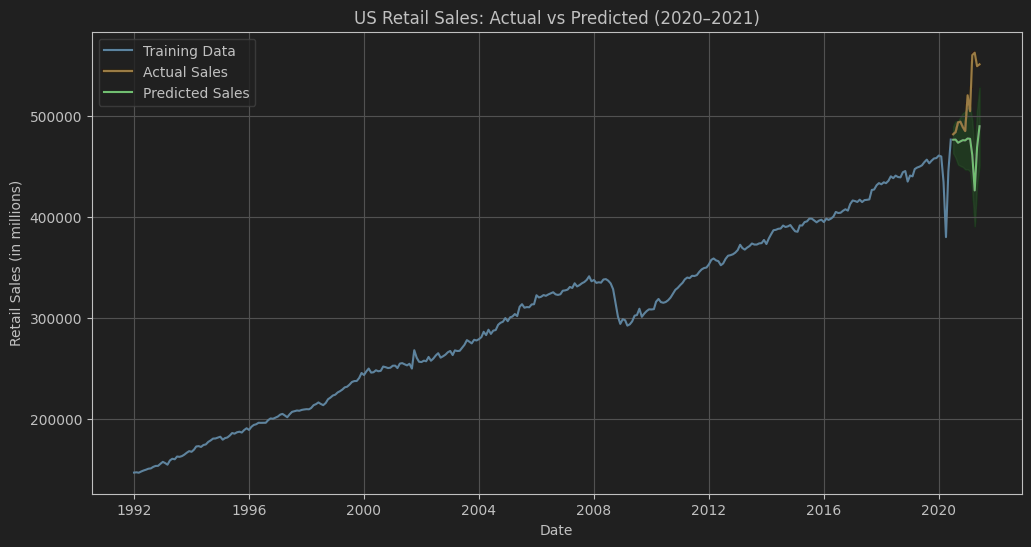 US Retail Sales: Actual vs Predicted (2020–2021)
Training Data
Actual Sales
Predicted Sales
Retail Sales (in millions)
500000
400000
300000
200000
1992 1996 2000 2004 2008 2012 2016 2020
Date